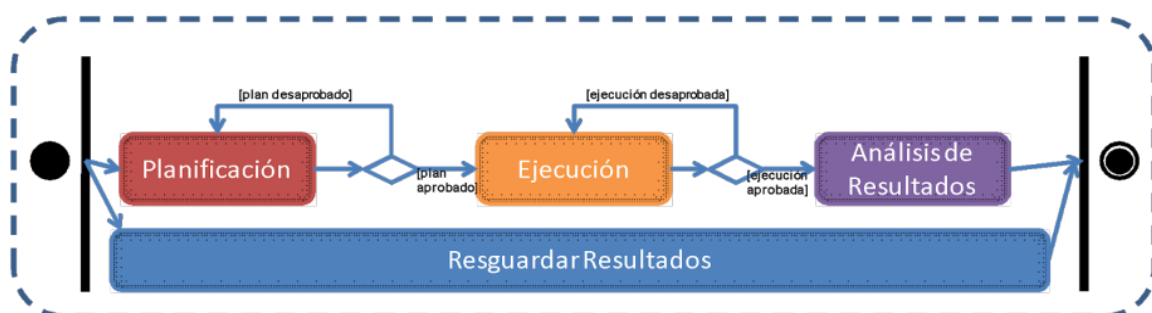 [plan desaprobado]
[ejecución desaprobada]
Planificación
[plan
aprobado]
Ejecución
[ejecución
aprobada]
Análisis de
Resultados
Resguardar Resultados